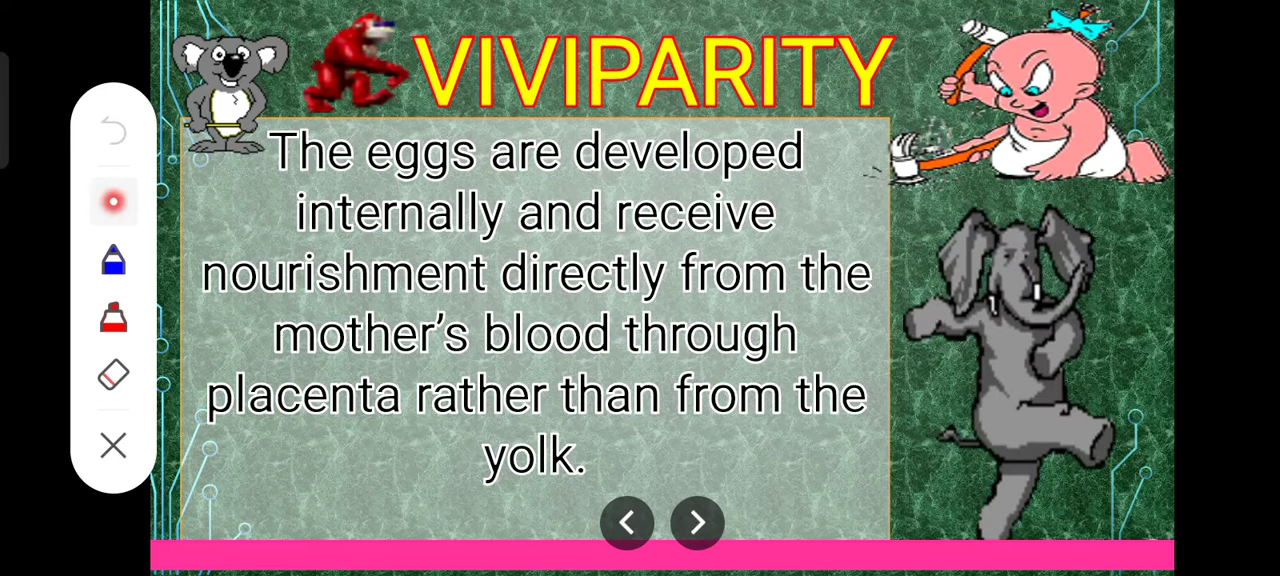 VIVIPARITY
The eggs are developed
internally and receive
nourishment directly from the
mother’s blood through
placenta rather than from the
yolk.